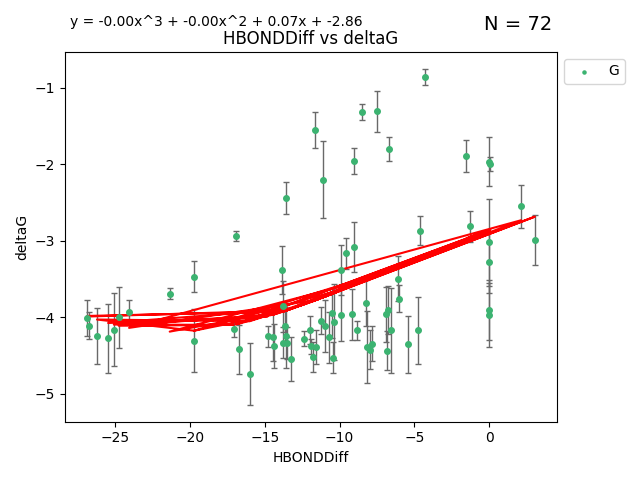 y = -0.00x^3 + -0.00x^2 + 0.07x + -2.86
N = 72
HBONDDiff vs deltaG
G
−1
−2
−3
−4
−5
deltaG
−25 −20 −15 −10 −5 0
HBONDDiff